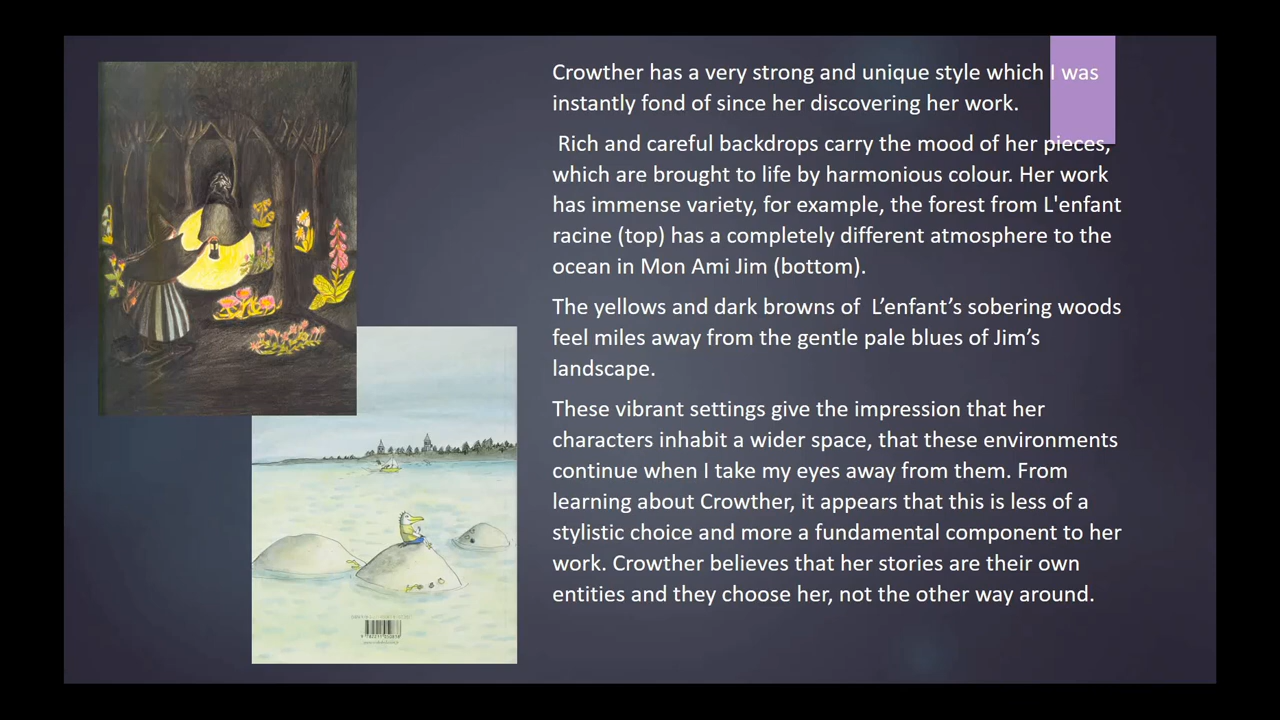 Crowther has a very strong and unique style which I was
instantly fond of since her discovering her work.
Rich and careful backdrops carry the mood of her pieces,
which are brought to life by harmonious colour. Her work
has immense variety, for example, the forest from L'enfant
racine (top) has a completely different atmosphere to the
ocean in Mon Ami Jim (bottom).
The yellows and dark browns of L’enfant’s sobering woods
feel miles away from the gentle pale blues of Jim’s
landscape.
These vibrant settings give the impression that her
characters inhabit a wider space, that these environments
continue when I take my eyes away from them. From
learning about Crowther, it appears that this is less of a
stylistic choice and more a fundamental component to her
work. Crowther believes that her stories are their own
entities and they choose her, not the other way around.